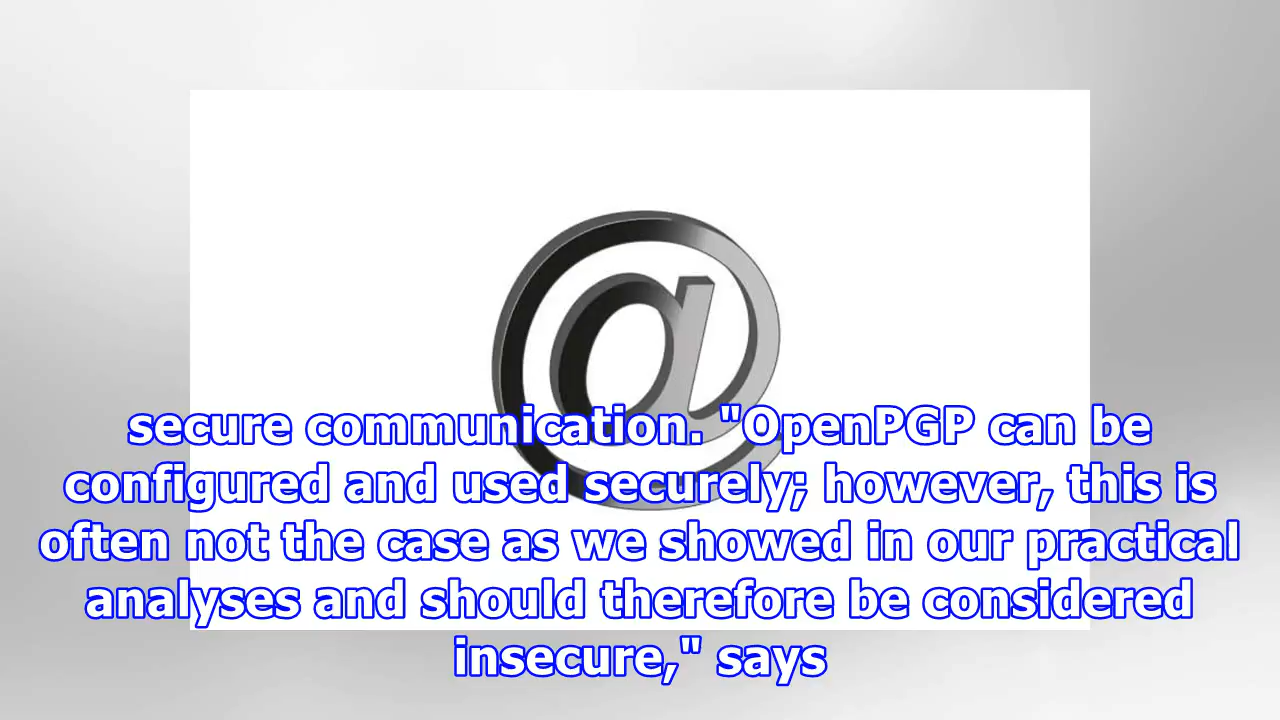 secure communication. "OpenPGP can be
configured and used securely; however, this is
often not the case as we showed in our practical
analyses and should therefore be considered
insecure," says